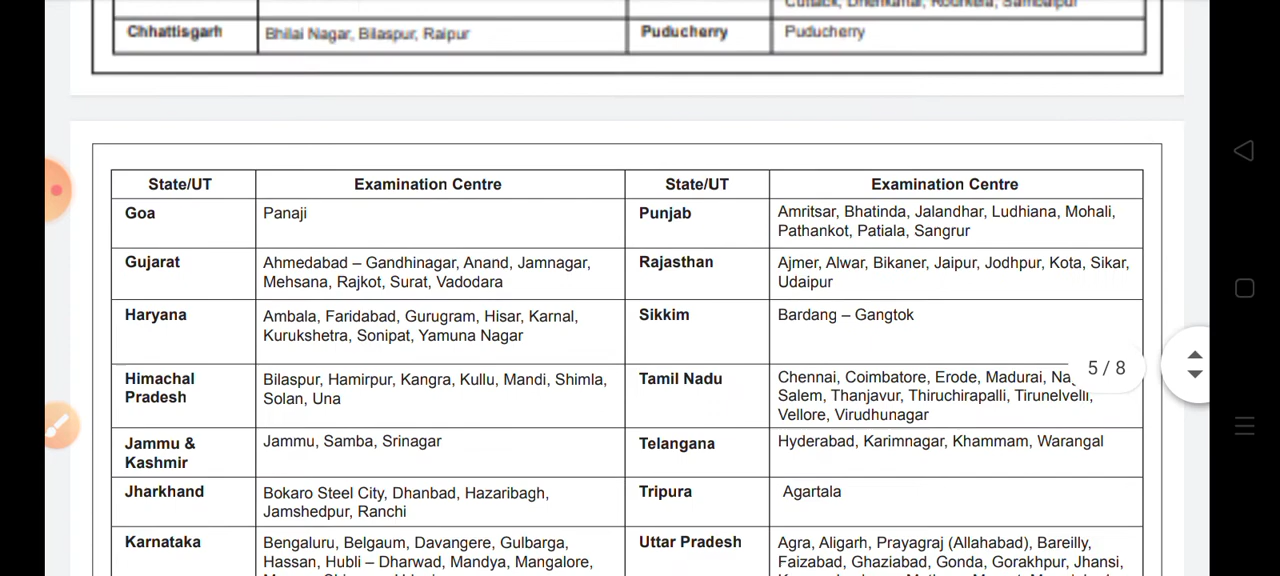 Cuttack, Dhenkanal, Rourkela, Sambalpur
Chhattisgarh Bhilai Nagar, Bilaspur, Raipur Puducherry Puducherry
State/UT Examination Centre State/UT Examination Centre
Goa Panaji Punjab Amritsar, Bhatinda, Jalandhar, Ludhiana, Mohali,
Pathankot, Patiala, Sangrur
Gujarat Ahmedabad – Gandhinagar, Anand, Jamnagar, Rajasthan Ajmer, Alwar, Bikaner, Jaipur, Jodhpur, Kota, Sikar,
Mehsana, Rajkot, Surat, Vadodara Udaipur
Haryana Ambala, Faridabad, Gurugram, Hisar, Karnal, Sikkim Bardang – Gangtok
Kurukshetra, Sonipat, Yamuna Nagar
5 / 8
Himachal Bilaspur, Hamirpur, Kangra, Kullu, Mandi, Shimla, Tamil Nadu Chennai, Coimbatore, Erode, Madurai,
Pradesh Solan, Una Salem, Thanjavur, Thiruchirapalli, Tirunelvelli,
Vellore, Virudhunagar
Jammu & Jammu, Samba, Srinagar Telangana Hyderabad, Karimnagar, Khammam, Warangal
Kashmir
Jharkhand Bokaro Steel City, Dhanbad, Hazaribagh, Tripura Agartala
Jamshedpur, Ranchi
Karnataka Bengaluru, Belgaum, Davangere, Gulbarga, Uttar Pradesh Agra, Aligarh, Prayagraj (Allahabad), Bareilly,
Hassan, Hubli – Dharwad, Mandya, Mangalore, Faizabad, Ghaziabad, Gonda, Gorakhpur, Jhansi,